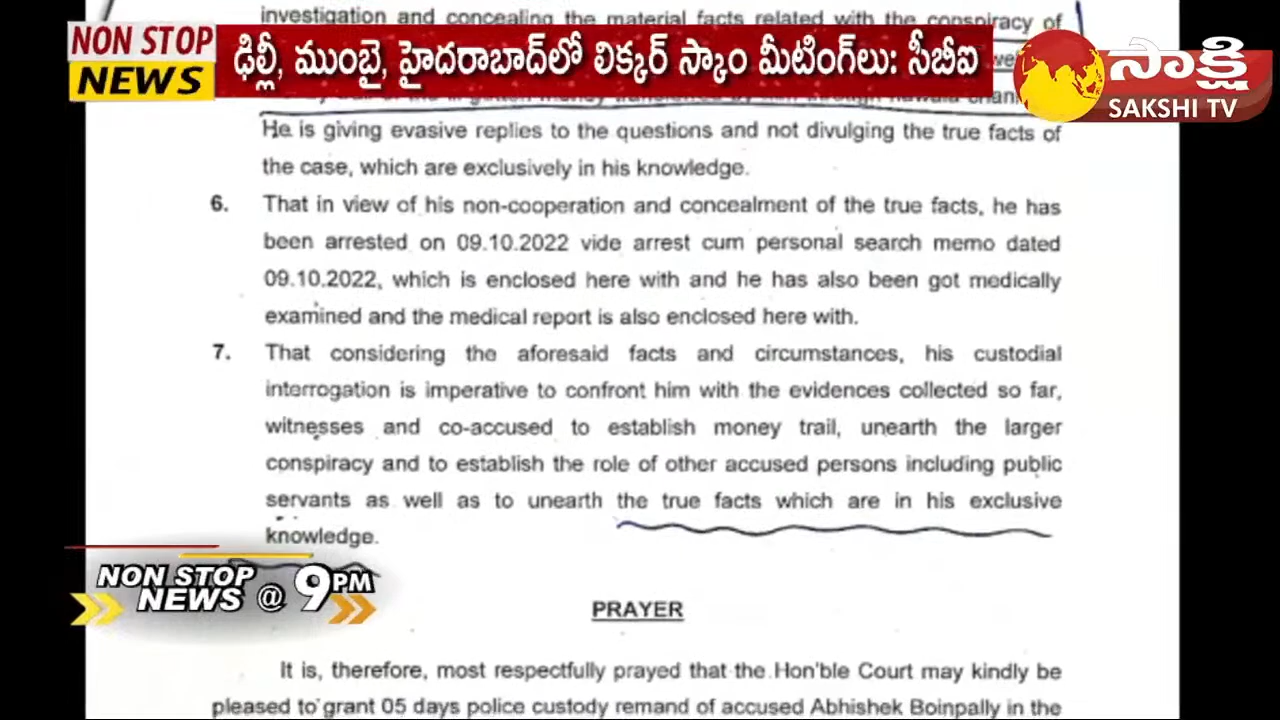 investigation and concealing the material facts related with the conspiracy of
NON STOP
NEWS
ఢిల్లీ, ముంబై, హైదరాబాద్‌లో లిక్కర్ స్కాం మీటింగ్‌లు: సీబీఐ
సాక్షి
SAKSHI TV
He is giving evasive replies to the questions and not divulging the true facts of
the case, which are exclusively in his knowledge.
6. That in view of his non-cooperation and concealment of the true facts, he has
been arrested on 09.10.2022 vide arrest cum personal search memo dated
09.10.2022, which is enclosed here with and he has also been got medically
examined and the medical report is also enclosed here with.
7. That considering the aforesaid facts and circumstances, his custodial
interrogation is imperative to confront him with the evidences collected so far,
witnesses and co-accused to establish money trail, unearth the larger
conspiracy and to establish the role of other accused persons including public
servants as well as to unearth the true facts which are in his exclusive
knowledge.
NON STOP
NEWS @ 9PM
PRAYER
It is, therefore, most respectfully prayed that the Hon'ble Court may kindly be
pleased to grant 05 days police custody remand of accused Abhishek Boinpally in the